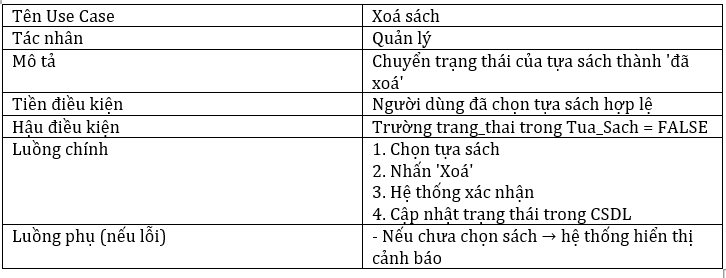 Tên Use Case
Xoá sách
Tác nhân
Quản lý
Mô tả
Chuyển trạng thái của tựa sách thành 'đã
xoá'
Tiền điều kiện
Người dùng đã chọn tựa sách hợp lệ
Hậu điều kiện
Trường trang_thai trong Tua_Sach = FALSE
Luồng chính
1. Chọn tựa sách
2. Nhấn 'Xoá'
3. Hệ thống xác nhận
4. Cập nhật trạng thái trong CSDL
Luồng phụ (nếu lỗi)
- Nếu chưa chọn sách → hệ thống hiển thị
cảnh báo